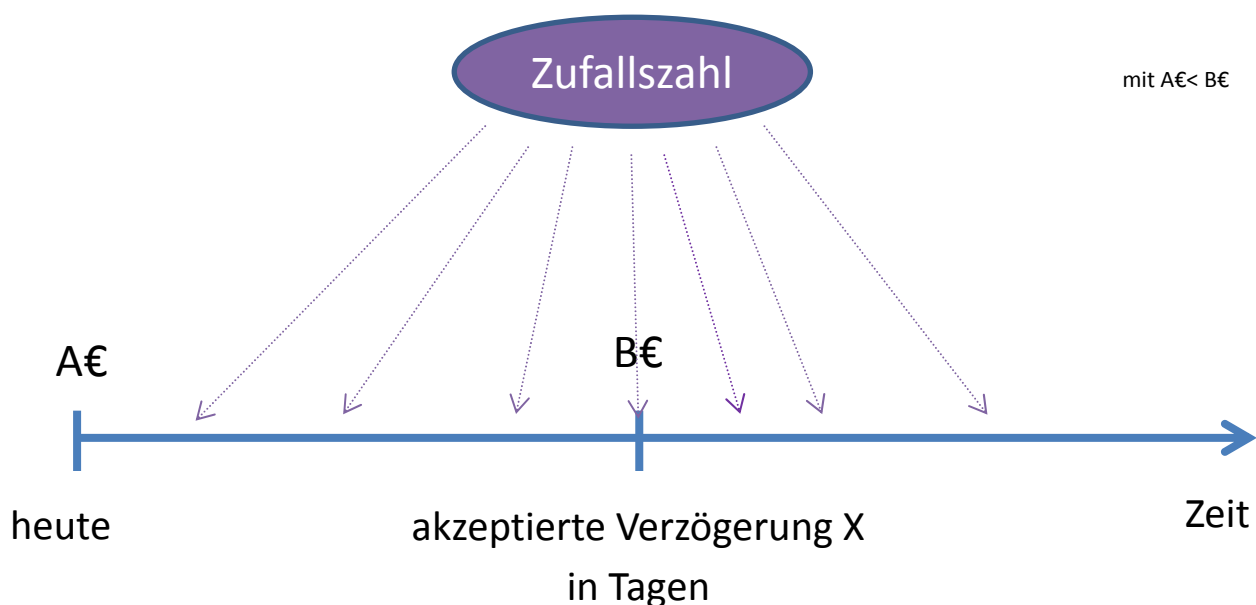 Zufallszahl
mit A€< B€
A€
B€
heute
akzeptierte Verzögerung X
in Tagen
Zeit